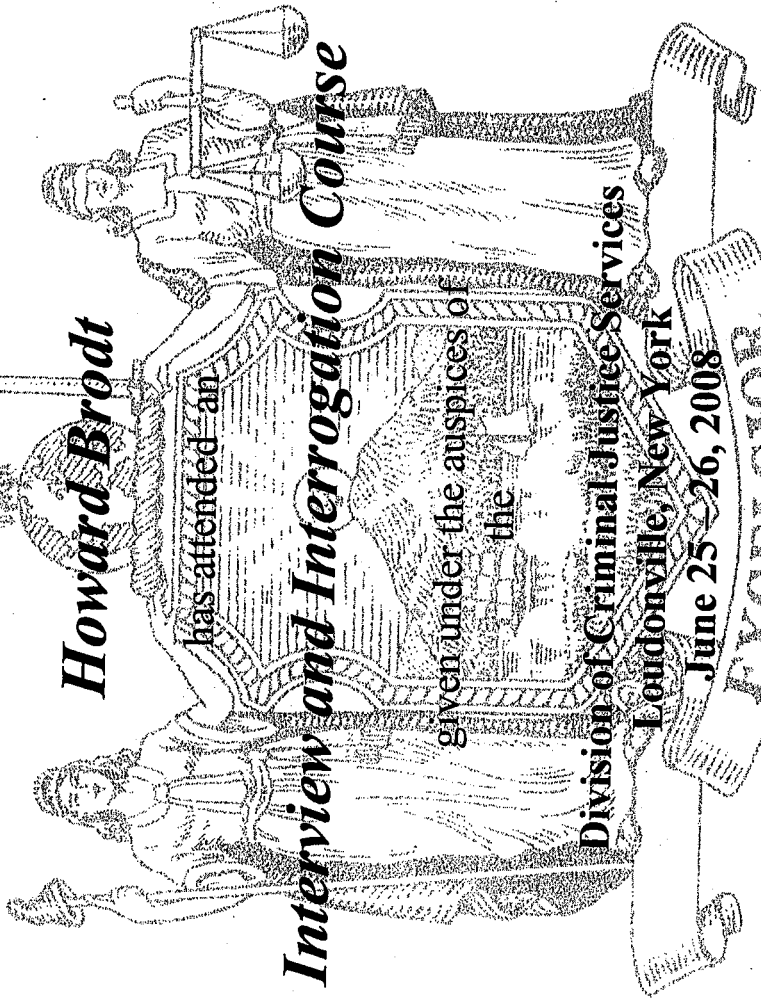 Howard Brodt
has attended an
Interview and Interrogation Course
given under the auspices of
the
Division of Criminal Justice Services
Loudonville, New York
June 25 – 26, 2008
EXCELSIOR